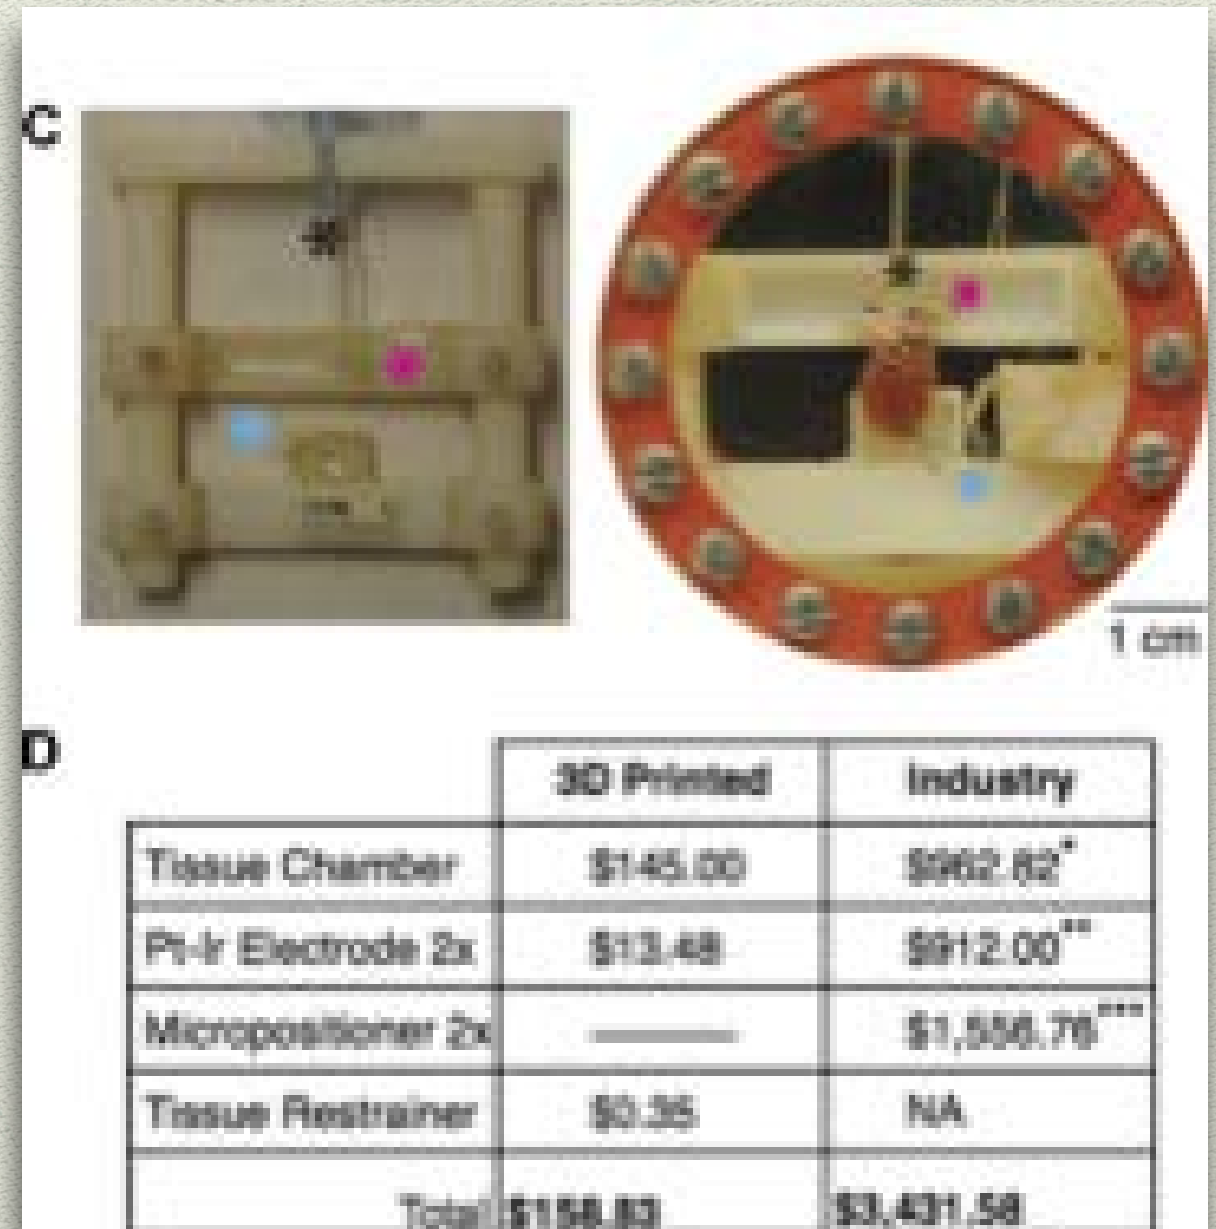 C
1 cm
D
3D Printed Industry
Tissue Chamber $145.00 $962.82*
Pt-Ir Electrode 2x $13.48 $912.00**
Micropositioner 2x $1,556.76***
Tissue Restrainer $0.35 NA
Total $158.83 $3,431.58